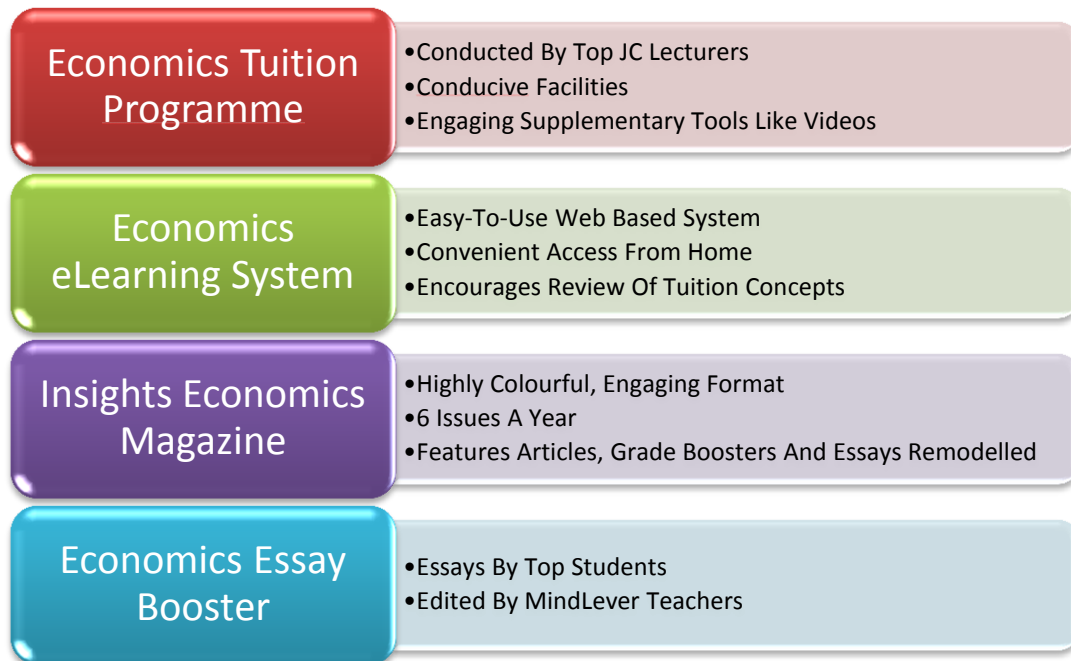 Economics Tuition
Programme
•Conducted By Top JC Lecturers
•Conducive Facilities
•Engaging Supplementary Tools Like Videos
Economics
eLearning System
•Easy-To-Use Web Based System
•Convenient Access From Home
•Encourages Review Of Tuition Concepts
Insights Economics
Magazine
•Highly Colourful, Engaging Format
•6 Issues A Year
•Features Articles, Grade Boosters And Essays Remodelled
Economics Essay
Booster
•Essays By Top Students
•Edited By MindLever Teachers